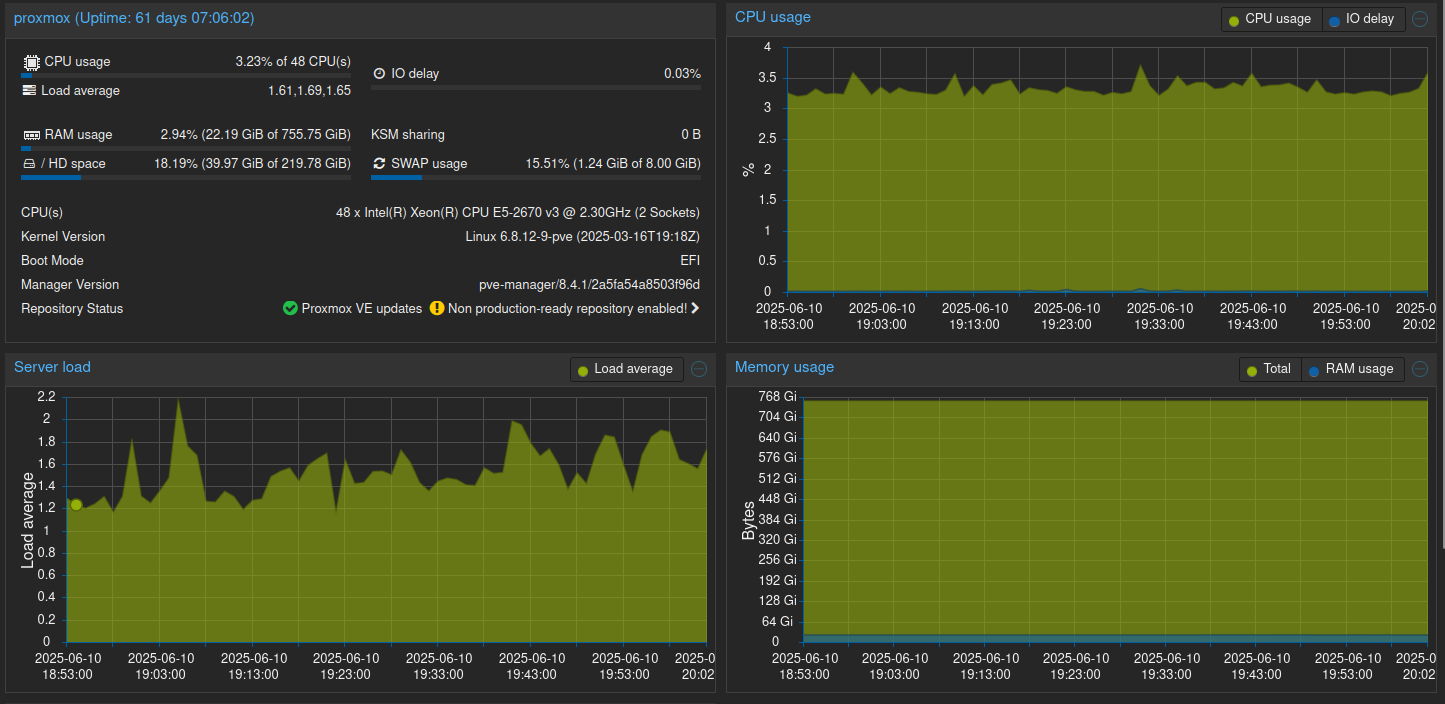 proxmox (Uptime: 61 days 07:06:02)
CPU usage 3.23% of 48 CPU(s)
IO delay 0.03%
Load average 1.61,1.69,1.65
RAM usage 2.94% (22.19 GiB of 755.75 GiB)
KSM sharing 0 B
/ HD space 18.19% (39.97 GiB of 219.78 GiB)
SWAP usage 15.51% (1.24 GiB of 8.00 GiB)
CPU(s) 48 x Intel(R) Xeon(R) CPU E5-2670 v3 @ 2.30GHz (2 Sockets)
Kernel Version Linux 6.8.12-9-pve (2025-03-16T19:18Z)
Boot Mode EFI
Manager Version pve-manager/8.4.1/2a5fa54a8503f96d
Repository Status Proxmox VE updates Non production-ready repository enabled!
CPU usage
CPU usage IO delay
4
3.5
3
2.5
2
1.5
1
0.5
0
%
2025-06-10 2025-06-10 2025-06-10 2025-06-10 2025-06-10 2025-06-10 2025-06-10 2025-0
18:53:00 19:03:00 19:13:00 19:23:00 19:33:00 19:43:00 19:53:00 20:02
Server load
Load average
2.2
2
1.8
1.6
1.4
1.2
1
0.8
0.6
0.4
0.2
0
Load average
2025-06-10 2025-06-10 2025-06-10 2025-06-10 2025-06-10 2025-06-10 2025-06-10 2025-0
18:53:00 19:03:00 19:13:00 19:23:00 19:33:00 19:43:00 19:53:00 20:02
Memory usage
Total RAM usage
768 Gi
704 Gi
640 Gi
576 Gi
512 Gi
448 Gi
384 Gi
320 Gi
256 Gi
192 Gi
128 Gi
64 Gi
0
Bytes
2025-06-10 2025-06-10 2025-06-10 2025-06-10 2025-06-10 2025-06-10 2025-06-10 2025-0
18:53:00 19:03:00 19:13:00 19:23:00 19:33:00 19:43:00 19:53:00 20:02